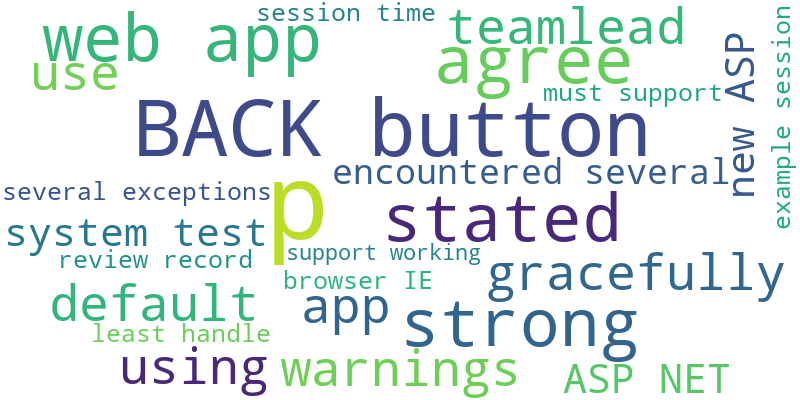 session time
web app
teamlead
agree
use
must support
new ASP
example session
BACK button
encountered several
several exceptions
p
stated
system test
support working
review record
gracefully
browser IE
default
app
strong
least handle
using
warnings
ASP NET